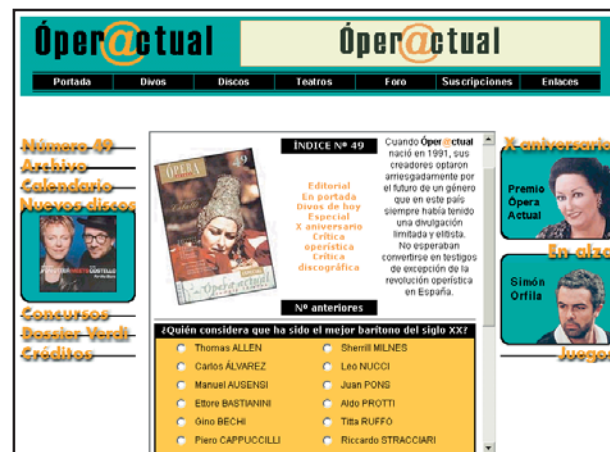 Óper@ctual
Óper@ctual
Portada Divos Discos Teatros Foro Suscripciones Enlaces
Número 49
Archivo
Calendario
Nuevos discos
Concursos
Dossier Verdi
Créditos
ÓPERA
49
Óperactual
ÍNDICE Nº 49
Editorial
En portada
Divos de hoy
Especial
X aniversario
Crítica
operística
Crítica
discográfica
Nº anteriores
Cuando Óper@ctual
nació en 1991, sus
creadores optaron
arriesgadamente por
el futuro de un género
que en este país
siempre había tenido
una divulgación
limitada y elitista.
No esperaban
convertirse en testigos
de excepción de la
revolución operística
en España.
¿Quién considera que ha sido el mejor barítono del siglo XX?
Thomas ALLEN Sherrill MILNES
Carlos ÁLVAREZ Leo NUCCI
Manuel AUSENSI Juan PONS
Ettore BASTIANINI Aldo PROTTI
Gino BECHI Titta RUFFO
Piero CAPPUCCILLI Riccardo STRACCIARI
X aniversario
Premio
Ópera
Actual
En alza
Simón
Orfila
Juegos